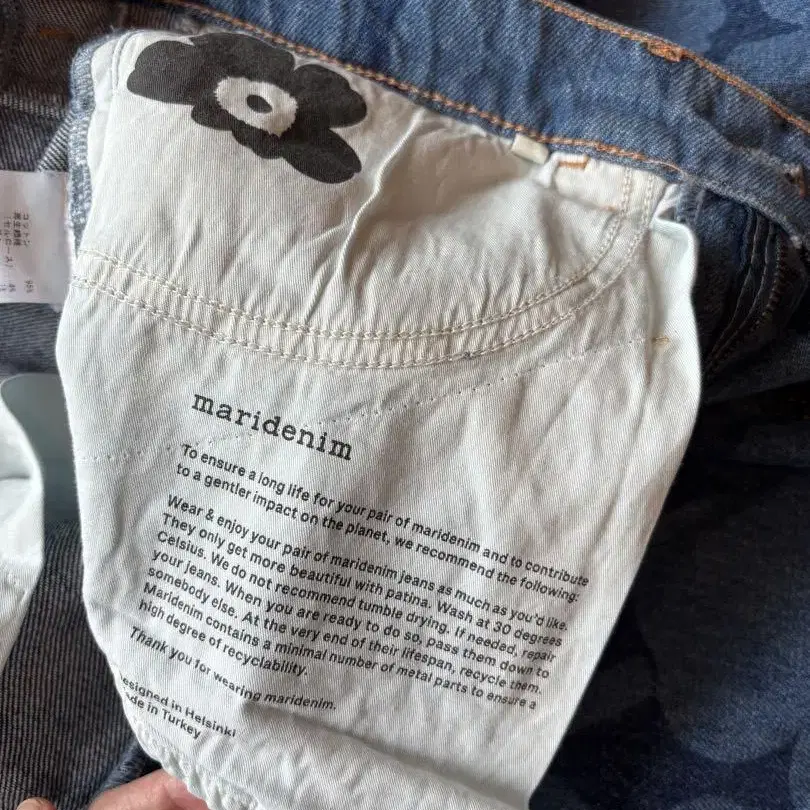 maridenim
To ensure a long life for your pair of maridenim and to contribute
to a gentler impact on the planet, we recommend the following:
Wear & enjoy your pair of maridenim jeans as much as you'd like.
They only get more beautiful with patina. Wash at 30 degrees
Celsius. We do not recommend tumble drying. If needed, repair
your jeans. When you are ready to do so, pass them down to
somebody else. At the very end of their lifespan, recycle them.
Maridenim contains a minimal number of metal parts to ensure a
high degree of recyclability.
Thank you for wearing maridenim.
Designed in Helsinki
in Turkey
コットン